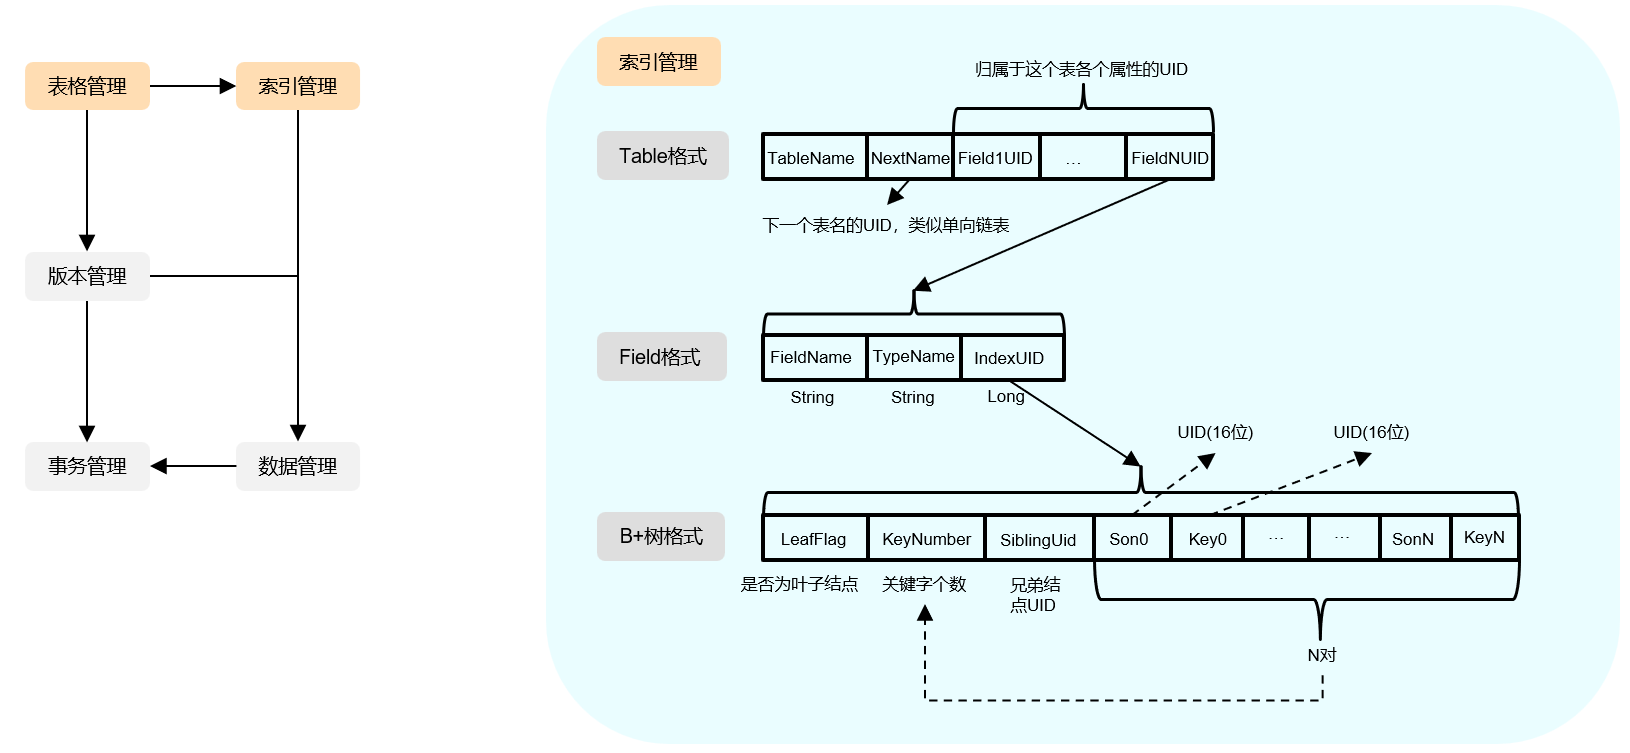 表格管理
索引管理
版本管理
事务管理
数据管理
索引管理
归属于这个表各个属性的UID
Table格式
TableName
NextName
Field1UID
...
FieldNUID
下一个表名的UID，类似单向链表
Field格式
FieldName
TypeName
IndexUID
String
String
Long
UID(16位)
UID(16位)
B+树格式
LeafFlag
KeyNumber
SiblingUid
Son0
Key0
...
...
SonN
KeyN
是否为叶子结点
关键字个数
兄弟结
点UID
N对